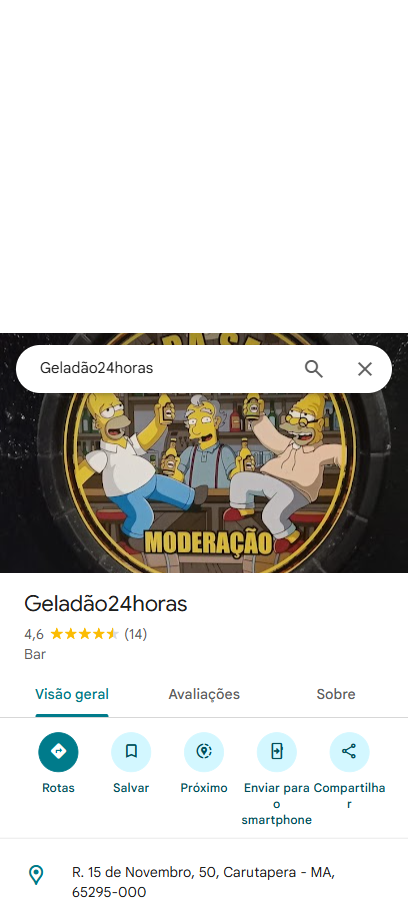 Geladão24horas
MODERAÇÃO
Geladão24horas
4,6 (14)
Bar
Visão geral Avaliações Sobre
Rotas Salvar Próximo Enviar para o smartphone Compartilhar
R. 15 de Novembro, 50, Carutapera - MA,
65295-000